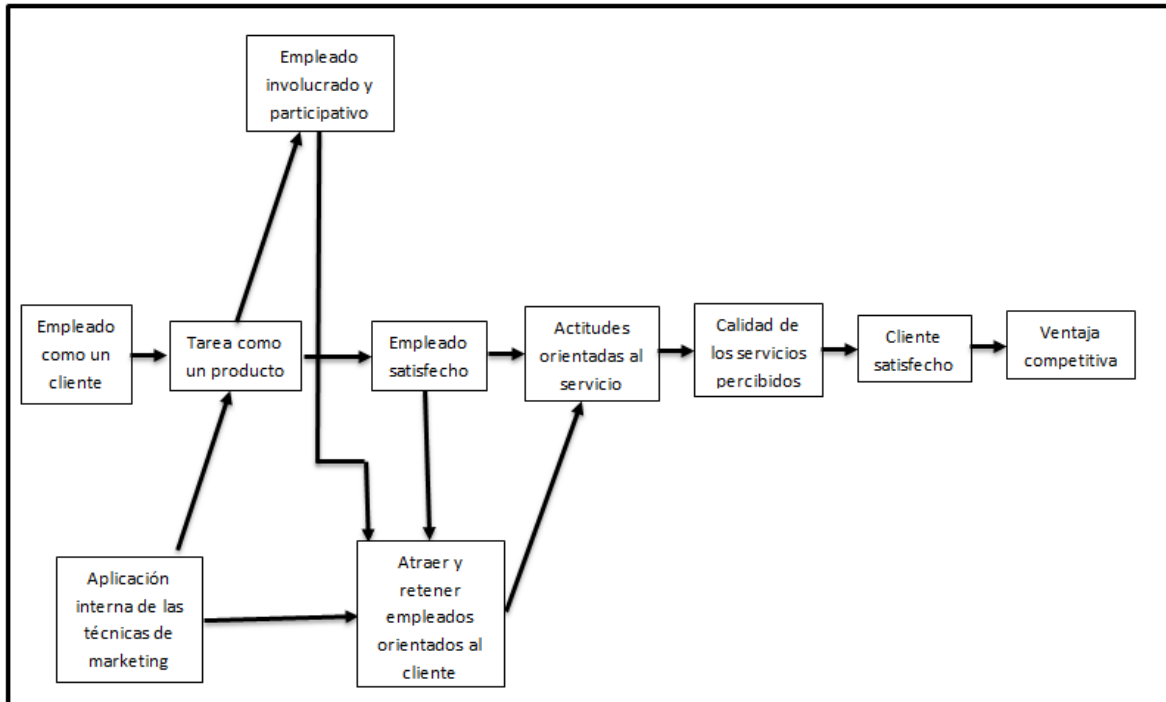 Empleado
involucrado y
participativo
Empleado
como un
cliente
Tarea como
un producto
Empleado
satisfecho
Actitudes
orientadas al
servicio
Calidad de
los servicios
percibidos
Cliente
satisfecho
Ventaja
competitiva
Aplicación
interna de las
técnicas de
marketing
Atraer y
retener
empleados
orientados al
cliente